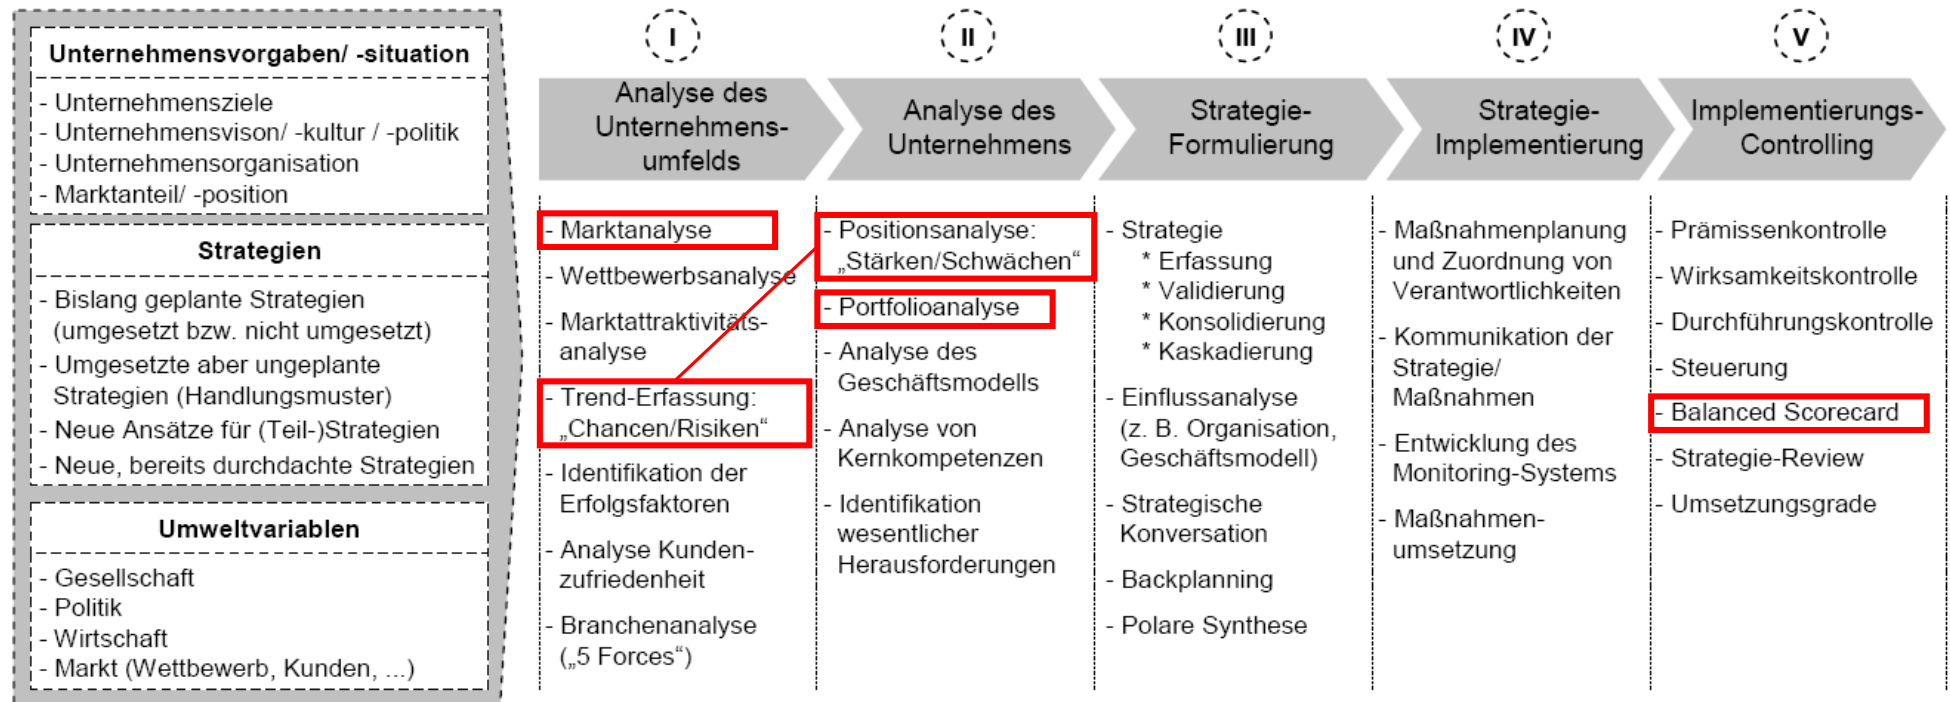 Unternehmensvorgaben/ -situation
- Unternehmensziele
- Unternehmensvison/ -kultur / -politik
- Unternehmensorganisation
- Marktanteil/ -position
Strategien
- Bislang geplante Strategien
(umgesetzt bzw. nicht umgesetzt)
- Umgesetzte aber ungeplante
Strategien (Handlungsmuster)
- Neue Ansätze für (Teil-)Strategien
- Neue, bereits durchdachte Strategien
Umweltvariablen
- Gesellschaft
- Politik
- Wirtschaft
- Markt (Wettbewerb, Kunden, ...)
I
Analyse des
Unternehmens-
umfelds
- Marktanalyse
- Wettbewerbsanalyse
- Marktattraktivitäts-
analyse
- Trend-Erfassung:
„Chancen/Risiken“
- Identifikation der
Erfolgsfaktoren
- Analyse Kunden-
zufriedenheit
- Branchenanalyse
(„5 Forces“)
II
Analyse des
Unternehmens
- Positionsanalyse:
„Stärken/Schwächen“
- Portfolioanalyse
- Analyse des
Geschäftsmodells
- Analyse von
Kernkompetenzen
- Identifikation
wesentlicher
Herausforderungen
III
Strategie-
Formulierung
- Strategie
* Erfassung
* Validierung
* Konsolidierung
* Kaskadierung
- Einflussanalyse
(z. B. Organisation,
Geschäftsmodell)
- Strategische
Konversation
- Backplanning
- Polare Synthese
IV
Strategie-
Implementierung
- Maßnahmenplanung
und Zuordnung von
Verantwortlichkeiten
- Kommunikation der
Strategie/
Maßnahmen
- Entwicklung des
Monitoring-Systems
- Maßnahmen-
umsetzung
V
Implementierungs-
Controlling
- Prämissenkontrolle
- Wirksamkeitskontrolle
- Durchführungskontrolle
- Steuerung
- Balanced Scorecard
- Strategie-Review
- Umsetzungsgrade